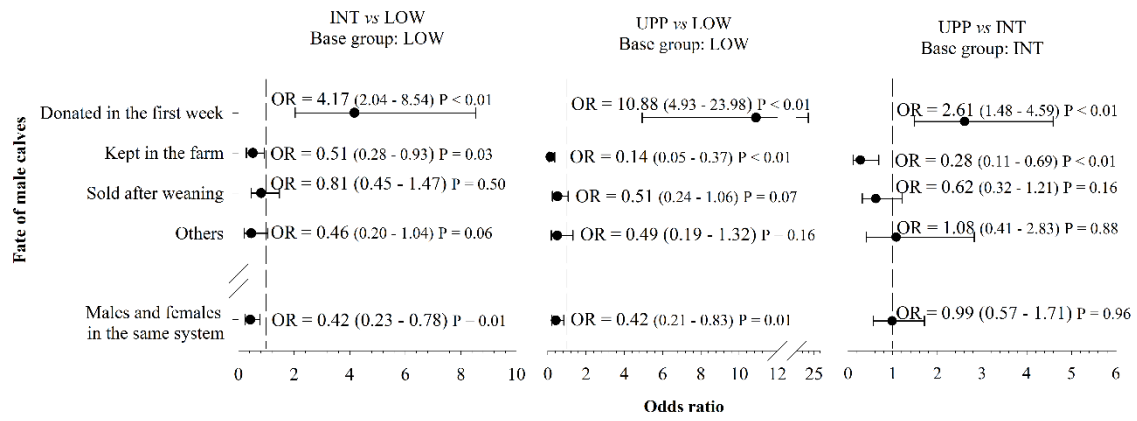 INT vs LOW
Base group: LOW
UPP vs LOW
Base group: LOW
UPP vs INT
Base group: INT
Fate of male calves
Donated in the first week
OR = 4.17 (2.04 - 8.54) P < 0.01
OR = 10.88 (4.93 - 23.98) P < 0.01
OR = 2.61 (1.48 - 4.59) P < 0.01
Kept in the farm
OR = 0.51 (0.28 - 0.93) P = 0.03
OR = 0.14 (0.05 - 0.37) P < 0.01
OR = 0.28 (0.11 - 0.69) P < 0.01
Sold after weaning
OR = 0.81 (0.45 - 1.47) P = 0.50
OR = 0.51 (0.24 - 1.06) P = 0.07
OR = 0.62 (0.32 - 1.21) P = 0.16
Others
OR = 0.46 (0.20 - 1.04) P = 0.06
OR = 0.49 (0.19 - 1.32) P = 0.16
OR = 1.08 (0.41 - 2.83) P = 0.88
Males and females
in the same system
OR = 0.42 (0.23 - 0.78) P = 0.01
OR = 0.42 (0.21 - 0.83) P = 0.01
OR = 0.99 (0.57 - 1.71) P = 0.96
0 2 4 6 8 10
0 2 4 6 8 10 12 25
0 1 2 3 4 5 6
Odds ratio